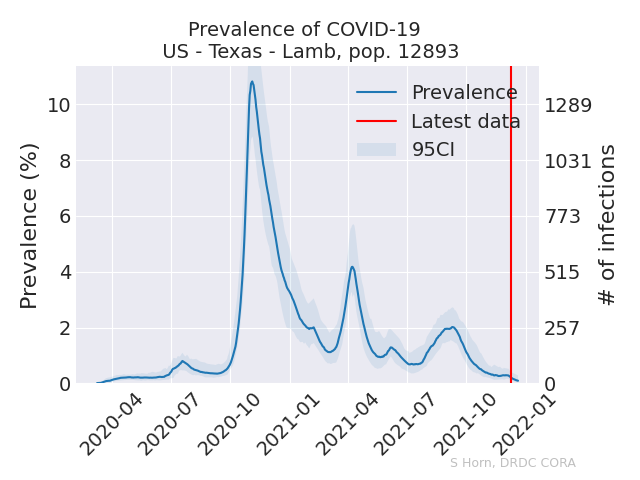 Prevalence of COVID-19
US - Texas - Lamb, pop. 12893
Prevalence (%)
10
8
6
4
2
0
Prevalence
Latest data
95CI
1289
1031
773
515
257
0
# of infections
2020-04
2020-07
2020-10
2021-01
2021-04
2021-07
2021-10
2022-01
S Horn, DRDC CORA